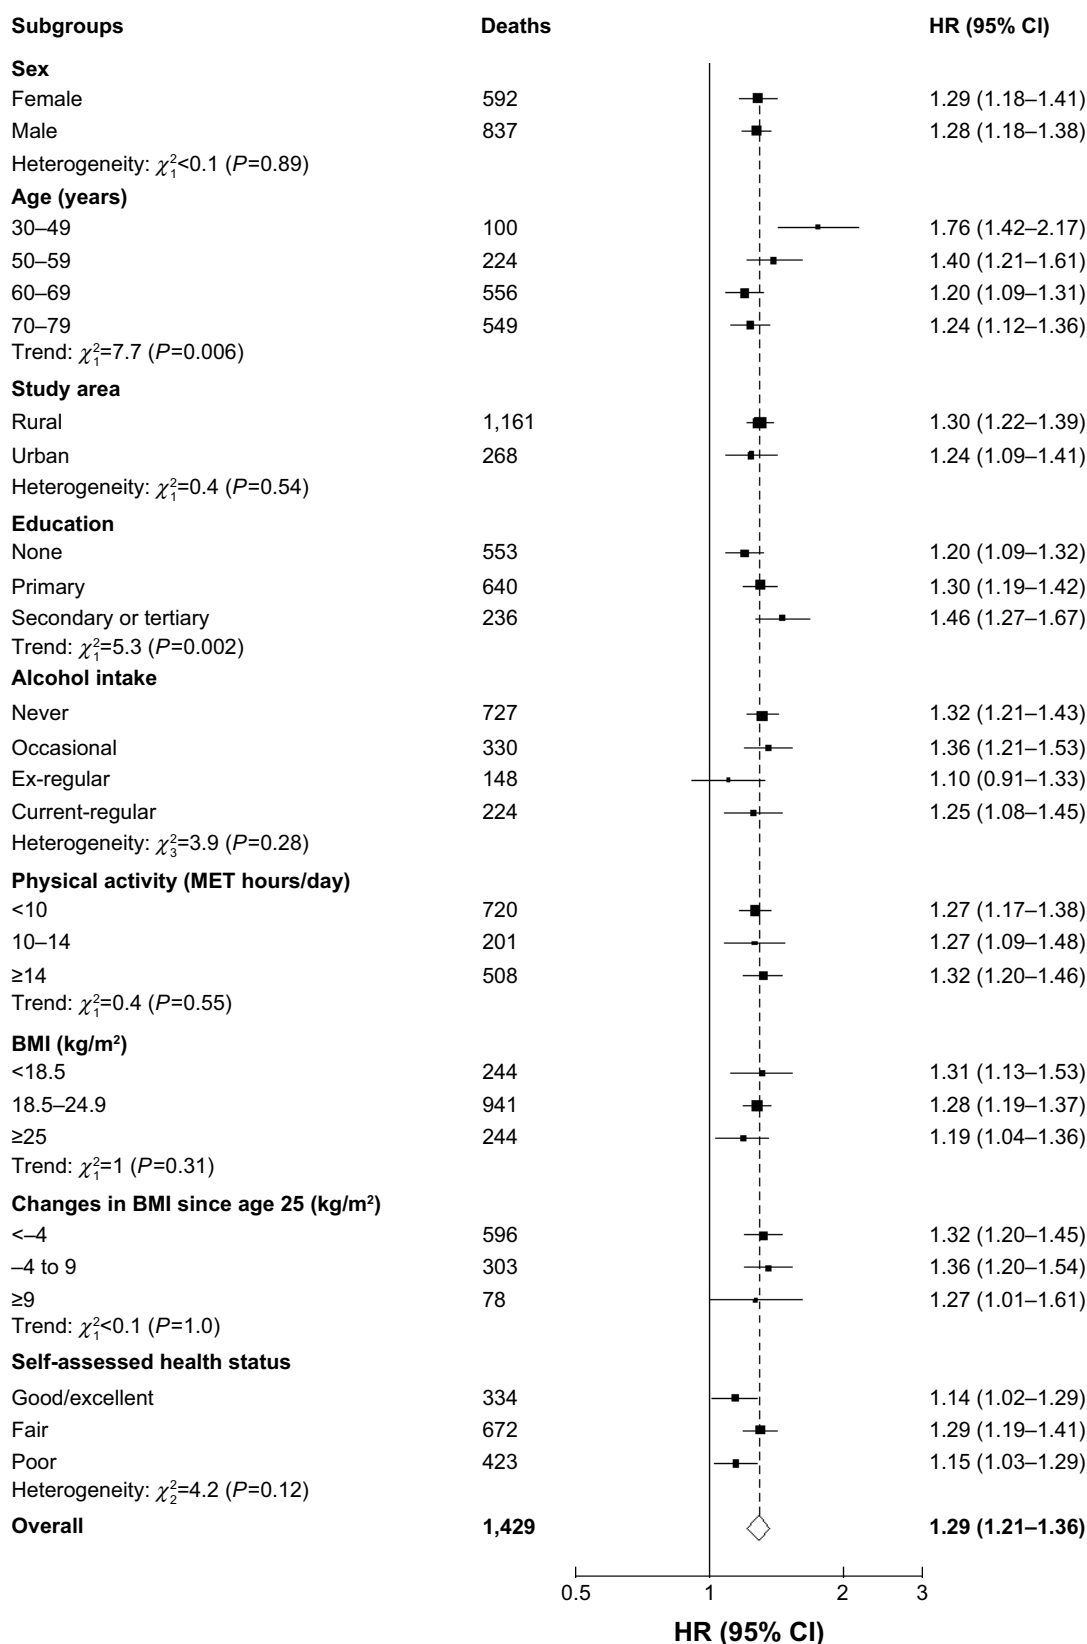 Subgroups Deaths HR (95% CI)
Sex
Female 592 1.29 (1.18–1.41)
Male 837 1.28 (1.18–1.38)
Heterogeneity: χ²₁<0.1 (P=0.89)
Age (years)
30–49 100 1.76 (1.42–2.17)
50–59 224 1.40 (1.21–1.61)
60–69 556 1.20 (1.09–1.31)
70–79 549 1.24 (1.12–1.36)
Trend: χ²₁=7.7 (P=0.006)
Study area
Rural 1,161 1.30 (1.22–1.39)
Urban 268 1.24 (1.09–1.41)
Heterogeneity: χ²₁=0.4 (P=0.54)
Education
None 553 1.20 (1.09–1.32)
Primary 640 1.30 (1.19–1.42)
Secondary or tertiary 236 1.46 (1.27–1.67)
Trend: χ²₁=5.3 (P=0.002)
Alcohol intake
Never 727 1.32 (1.21–1.43)
Occasional 330 1.36 (1.21–1.53)
Ex-regular 148 1.10 (0.91–1.33)
Current-regular 224 1.25 (1.08–1.45)
Heterogeneity: χ²₃=3.9 (P=0.28)
Physical activity (MET hours/day)
<10 720 1.27 (1.17–1.38)
10–14 201 1.27 (1.09–1.48)
≥14 508 1.32 (1.20–1.46)
Trend: χ²₁=0.4 (P=0.55)
BMI (kg/m²)
<18.5 244 1.31 (1.13–1.53)
18.5–24.9 941 1.28 (1.19–1.37)
≥25 244 1.19 (1.04–1.36)
Trend: χ²₁=1 (P=0.31)
Changes in BMI since age 25 (kg/m²)
<–4 596 1.32 (1.20–1.45)
–4 to 9 303 1.36 (1.20–1.54)
≥9 78 1.27 (1.01–1.61)
Trend: χ²₁<0.1 (P=1.0)
Self-assessed health status
Good/excellent 334 1.14 (1.02–1.29)
Fair 672 1.29 (1.19–1.41)
Poor 423 1.15 (1.03–1.29)
Heterogeneity: χ²₂=4.2 (P=0.12)
Overall 1,429 1.29 (1.21–1.36)
0.5 1 2 3
HR (95% CI)